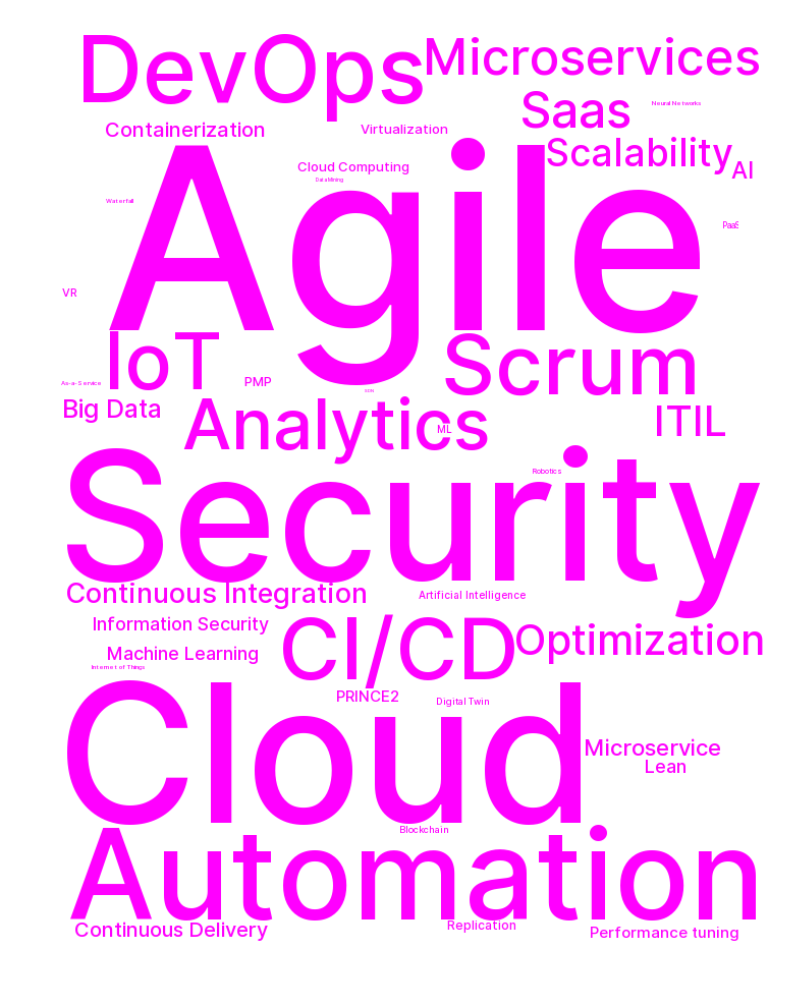 DevOps
Microservices
Saas
Neural Networks
Containerization
Virtualization
Scalability
Cloud Computing
AI
DataMining
Agile
Waterfall
PaaS
VR
IoT
Scrum
PMP
As-a-Service
Big Data
Analytics
ITIL
ML
Security
Robotics
Continuous Integration
Artificial Intelligence
Information Security
CI/CD
Optimization
Machine Learning
Internet of Things
PRINCE2
Digital Twin
Cloud
Microservice
Lean
Blockchain
Automation
Continuous Delivery
Replication
Performance tuning